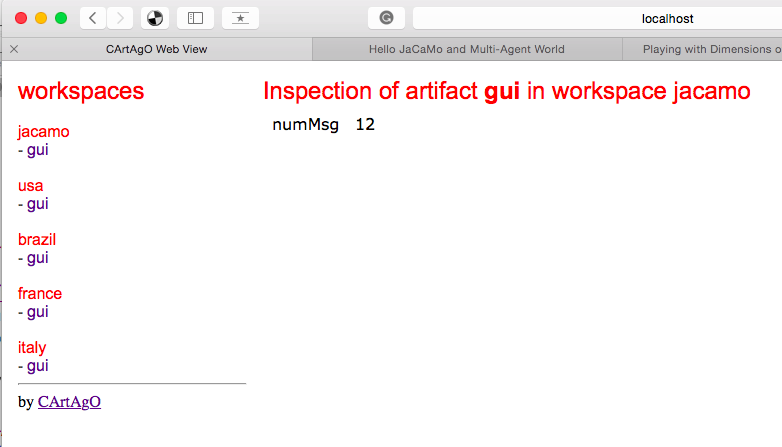 localhost
CArtAgO Web View
Hello JaCaMo and Multi-Agent World
Playing with Dimensions o
workspaces
jacamo
- gui
usa
- gui
brazil
- gui
france
- gui
italy
- gui
by CArtAgO
Inspection of artifact gui in workspace jacamo
numMsg 12